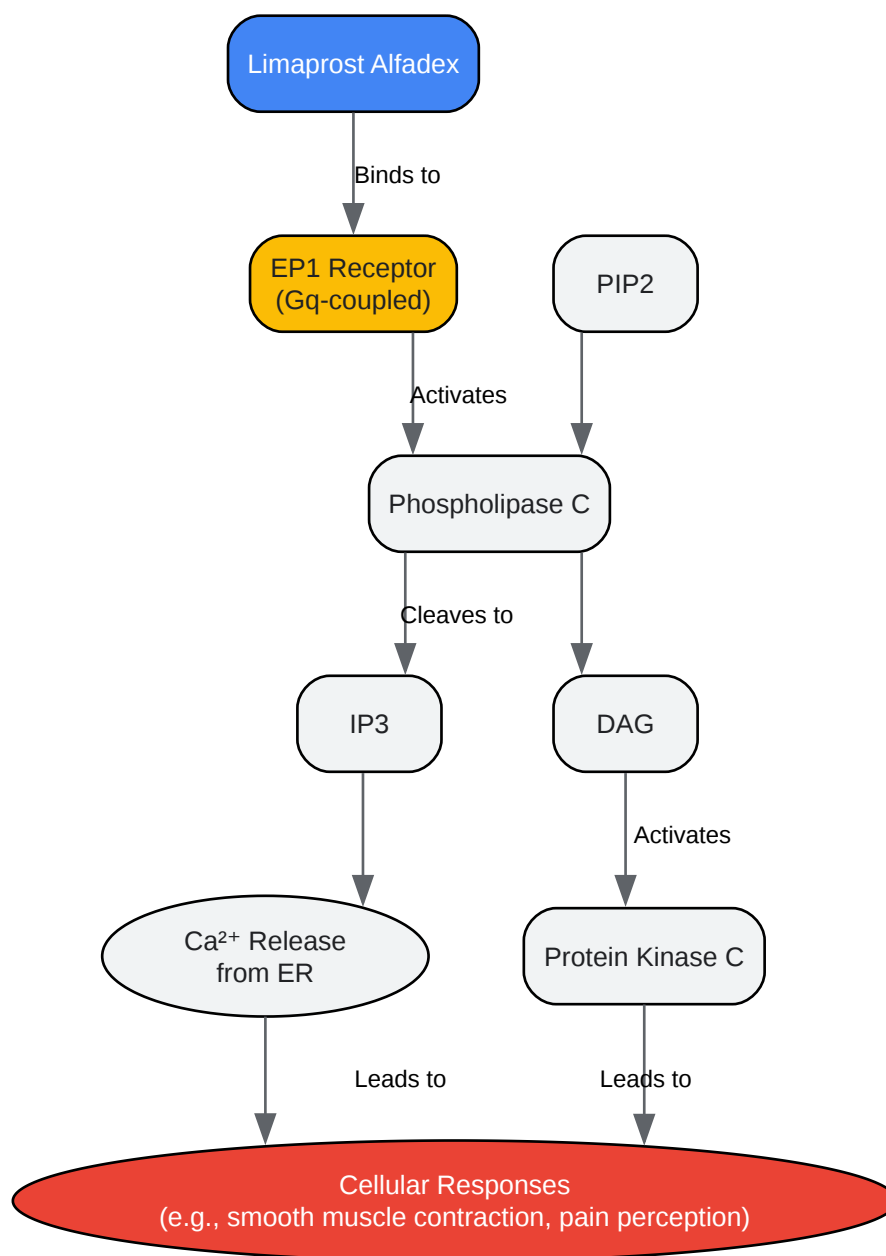 Limaprost Alfadex
Binds to
EP1 Receptor
(Gq-coupled)
PIP2
Activates
Phospholipase C
Cleaves to
IP3
DAG
Activates
Ca²⁺ Release
from ER
Protein Kinase C
Leads to
Leads to
Cellular Responses
(e.g., smooth muscle contraction, pain perception)